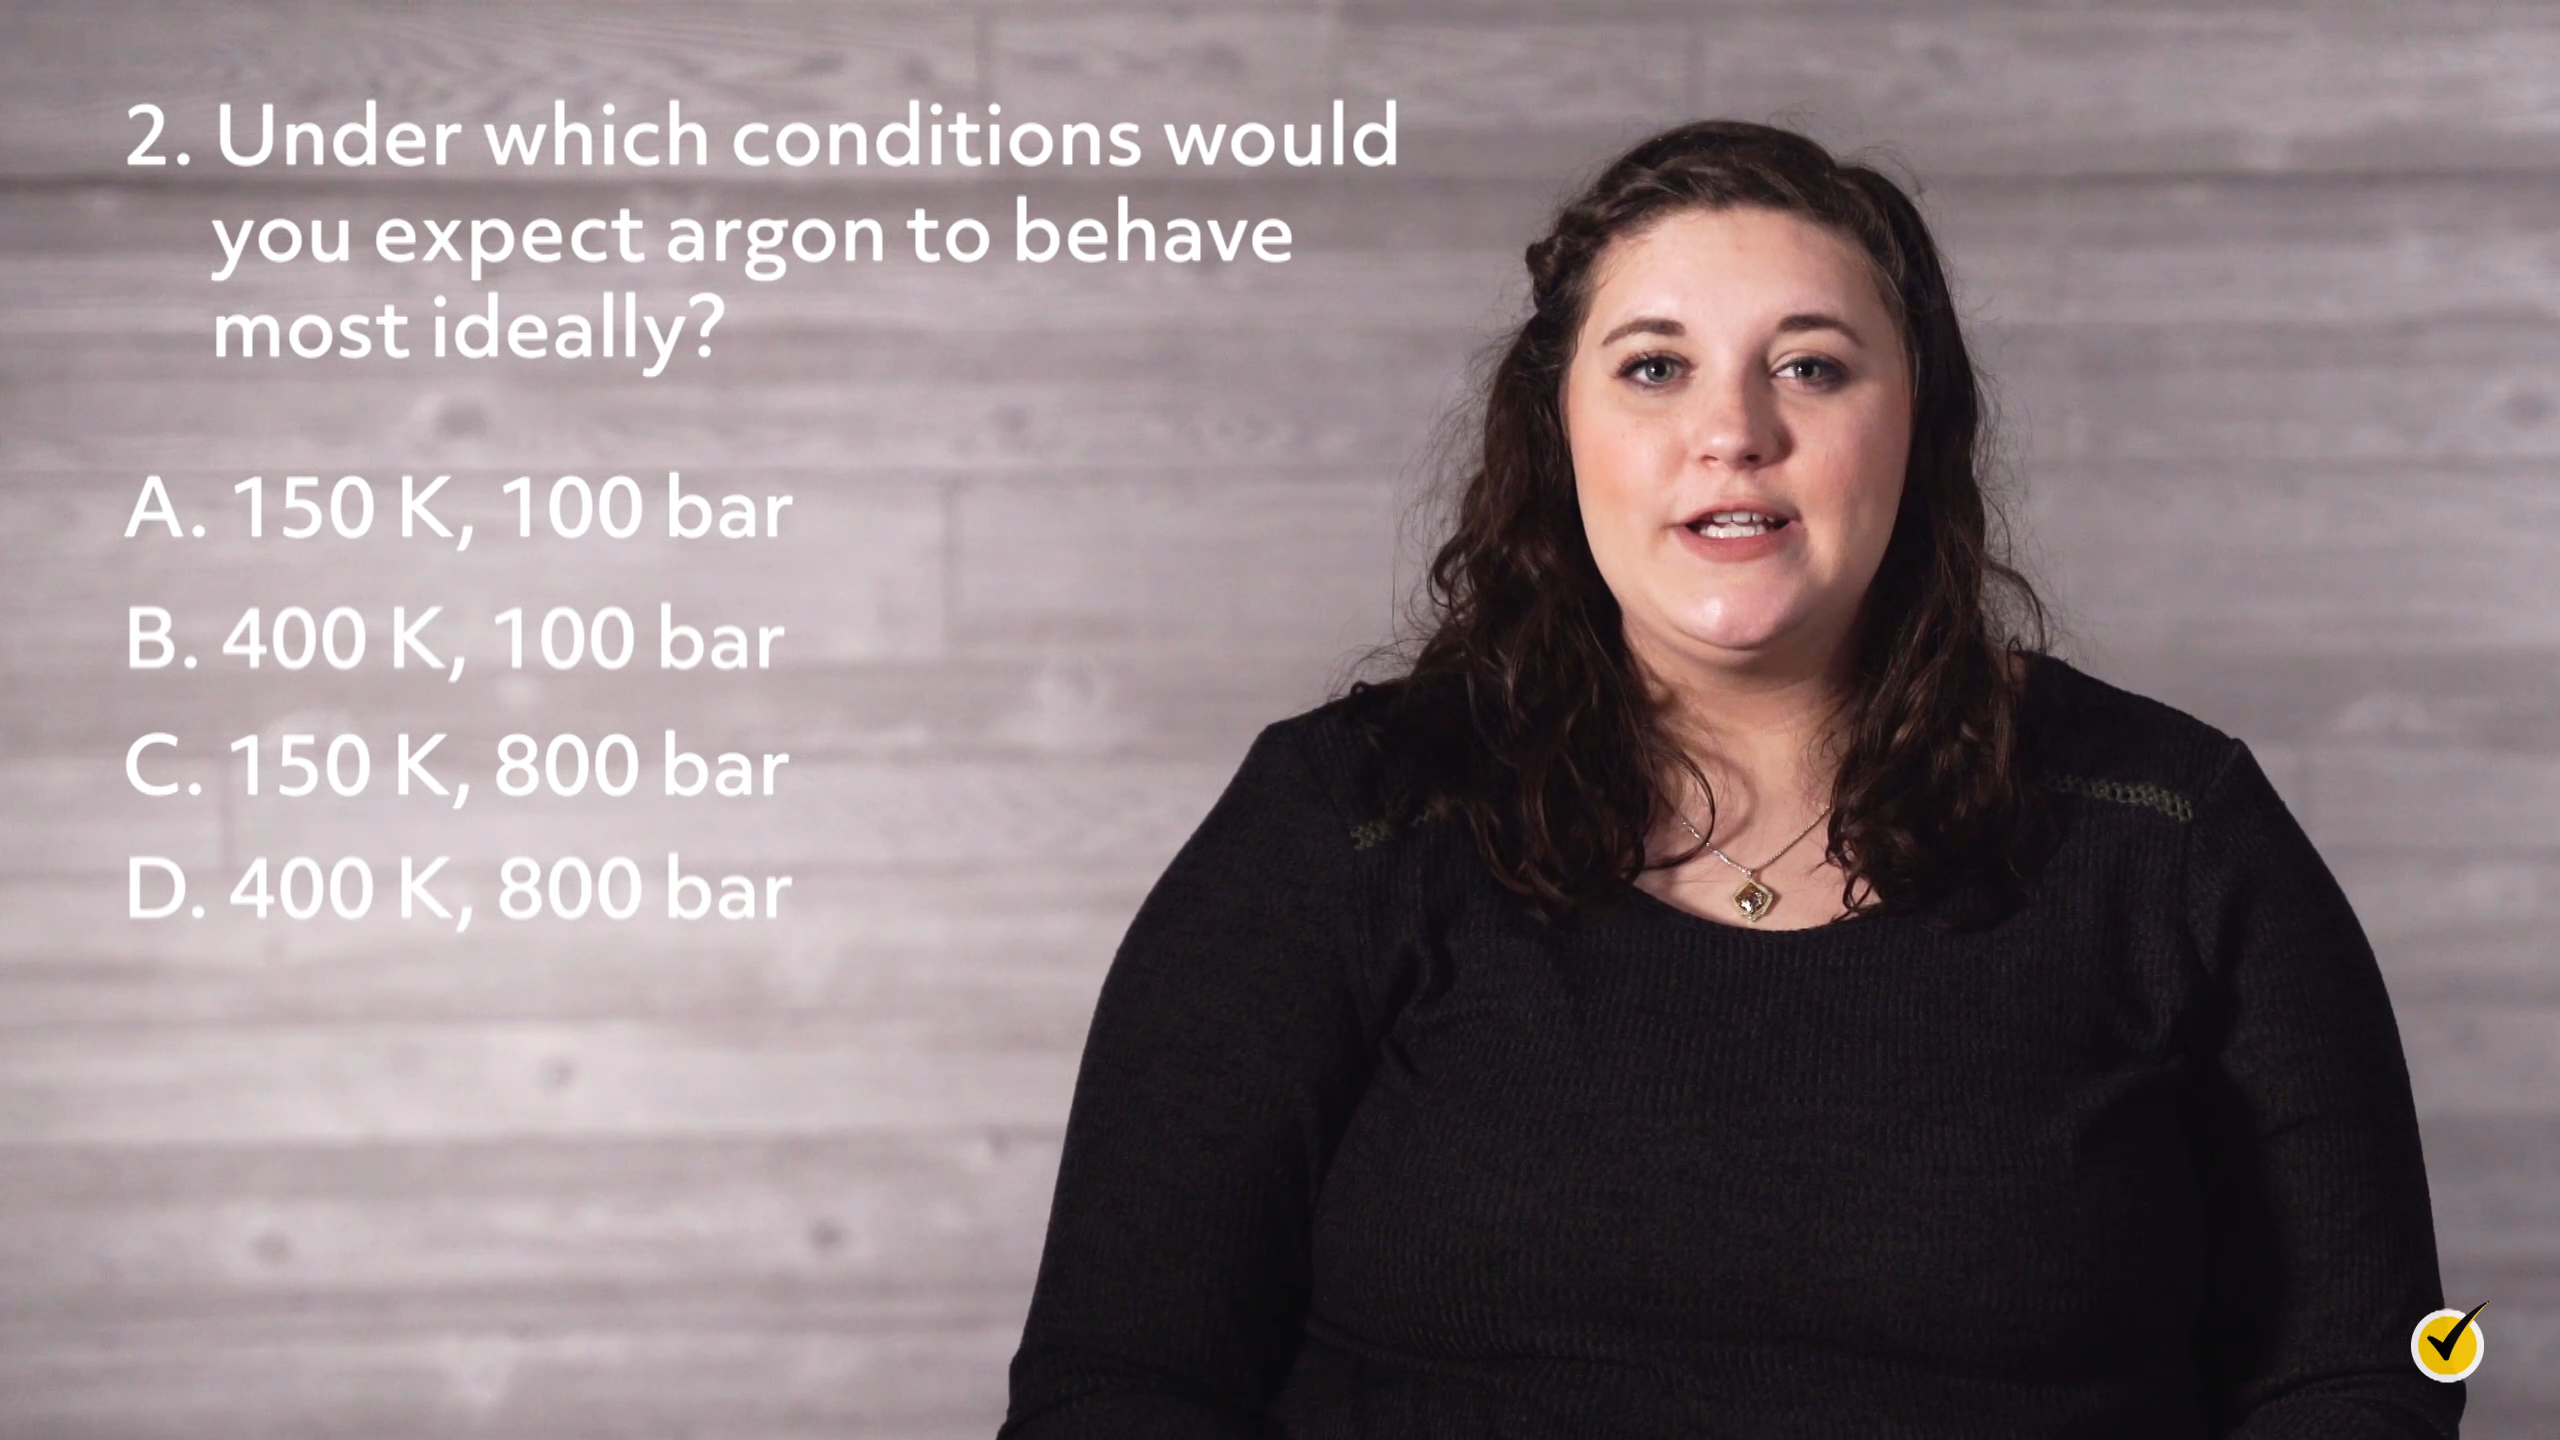 2. Under which conditions would
you expect argon to behave
most ideally?
A. 150 K, 100 bar
B. 400 K, 100 bar
C. 150 K, 800 bar
D. 400 K, 800 bar